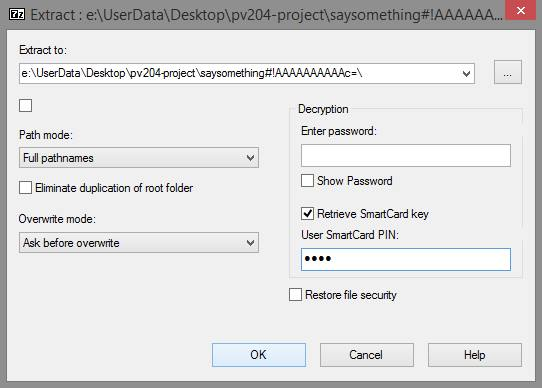 7z Extract : e:\UserData\Desktop\pv204-project\saysomething#!AAAAAA...
Extract to:
e:\UserData\Desktop\pv204-project\saysomething#!AAAAAAAAAAc=\
...
Path mode:
Full pathnames
Eliminate duplication of root folder
Overwrite mode:
Ask before overwrite
Decryption
Enter password:
Show Password
Retrieve SmartCard key
User SmartCard PIN:
••••
Restore file security
OK
Cancel
Help